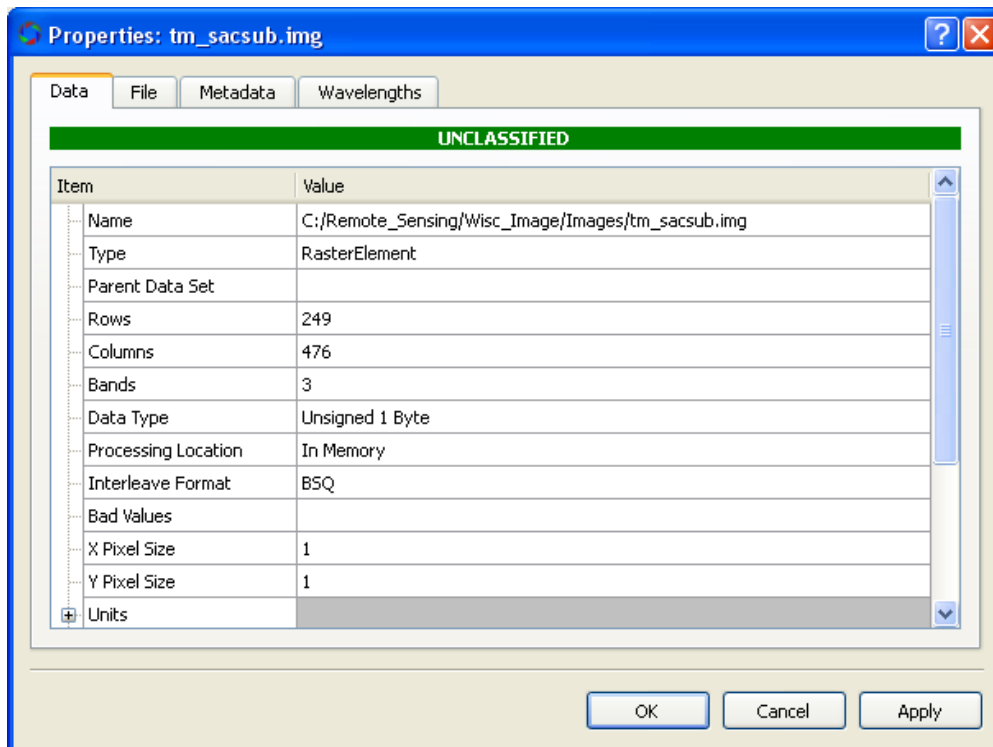 Properties: tm_sacsub.img
Data File Metadata Wavelengths
UNCLASSIFIED
Item Value
Name C:/Remote_Sensing/Wisc_Image/Images/tm_sacsub.img
Type RasterElement
Parent Data Set
Rows 249
Columns 476
Bands 3
Data Type Unsigned 1 Byte
Processing Location In Memory
Interleave Format BSQ
Bad Values
X Pixel Size 1
Y Pixel Size 1
Units
OK Cancel Apply